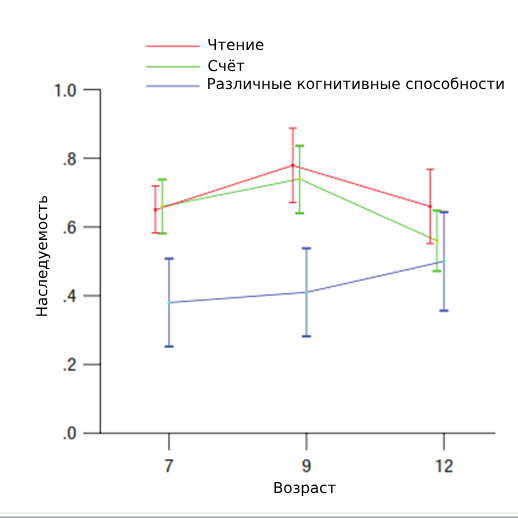 Чтение
Счёт
Различные когнитивные способности
1.0
.8
.6
.4
.2
.0
Наследуемость
7 9 12
Возраст